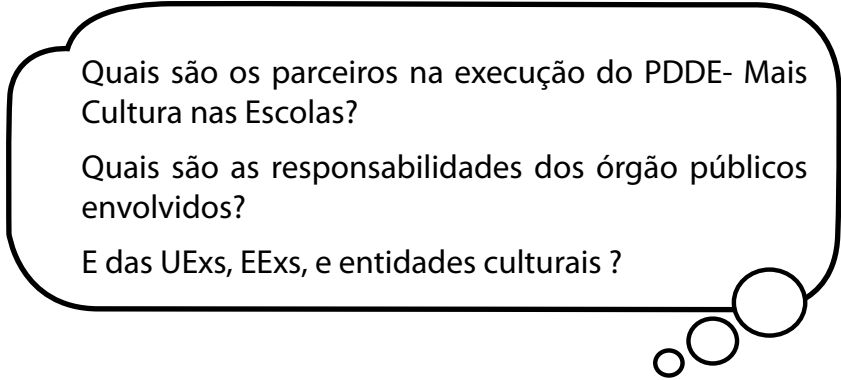 Quais são os parceiros na execução do PDDE- Mais
Cultura nas Escolas?
Quais são as responsabilidades dos órgão públicos
envolvidos?
E das UExs, EExs, e entidades culturais ?